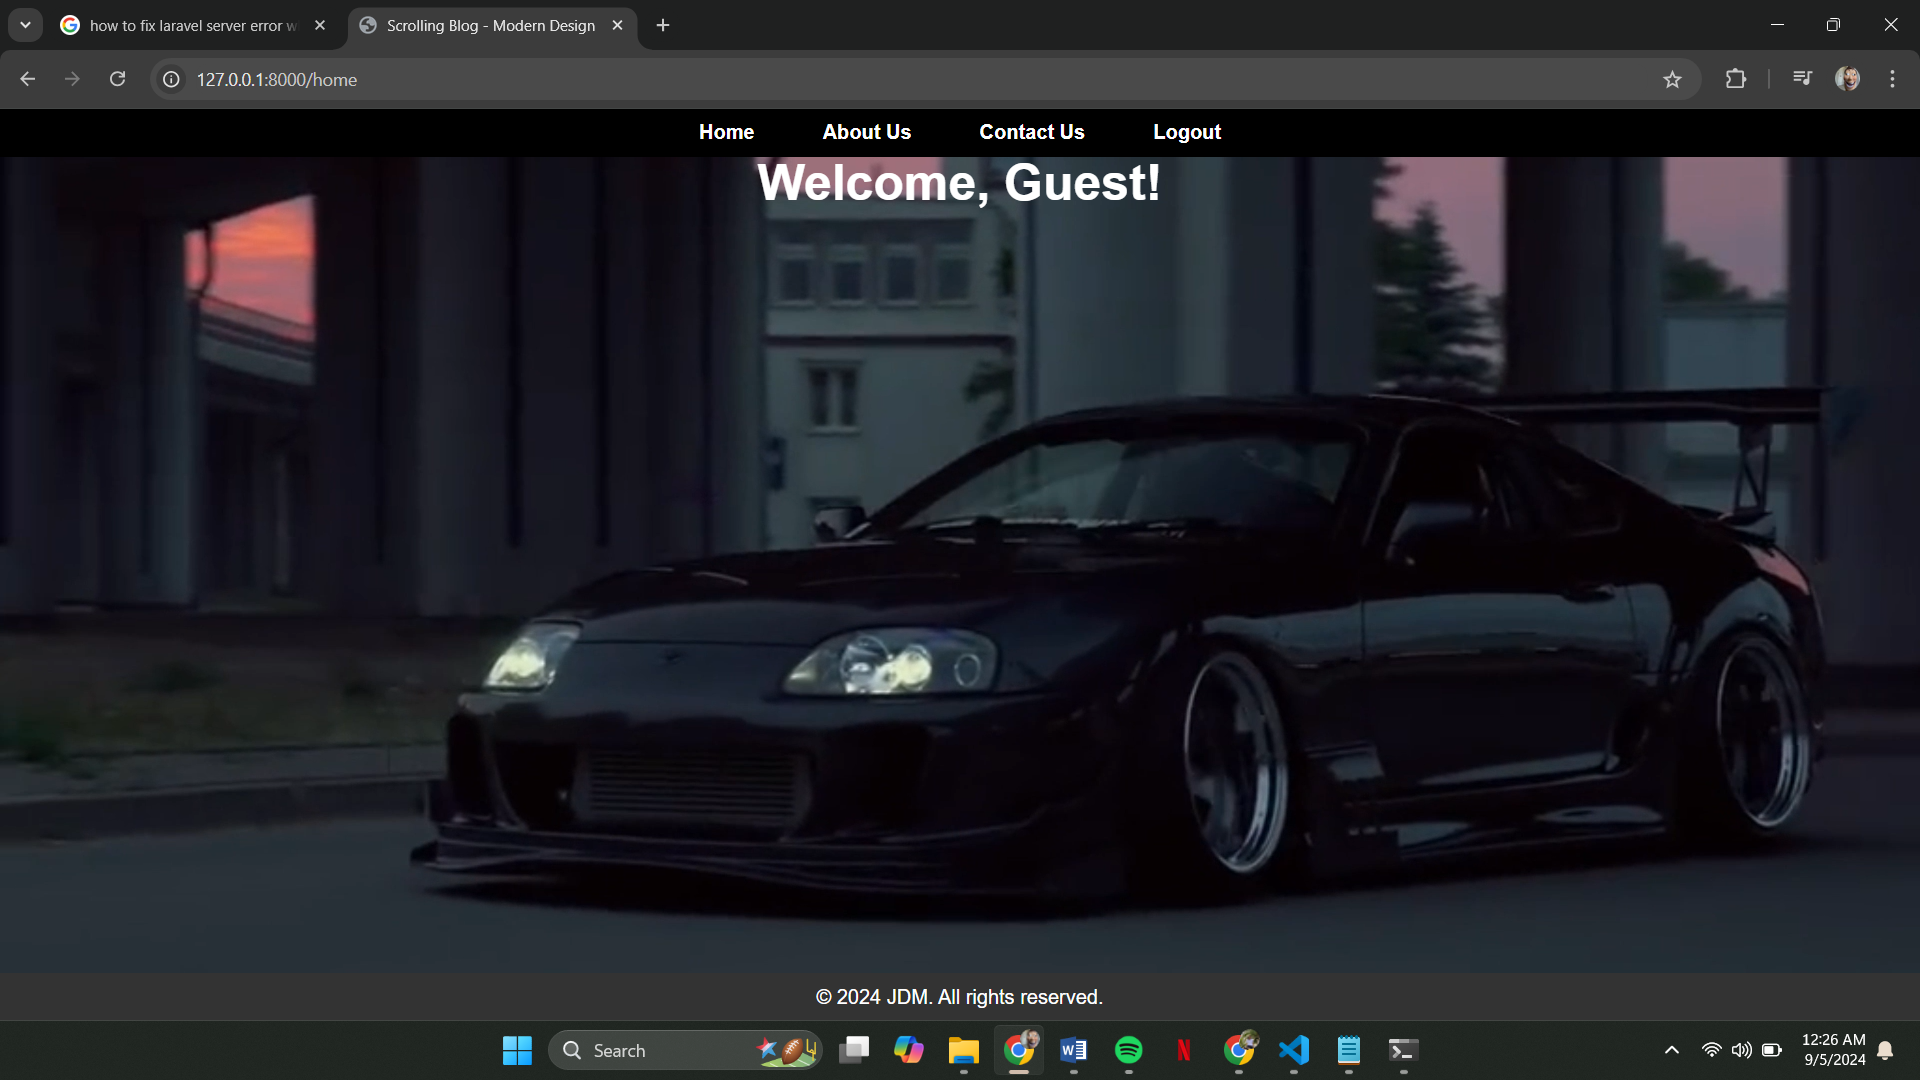 how to fix laravel server error w
Scrolling Blog - Modern Design
127.0.0.1:8000/home
Home About Us Contact Us Logout
Welcome, Guest!
© 2024 JDM. All rights reserved.
Search
12:26 AM
9/5/2024